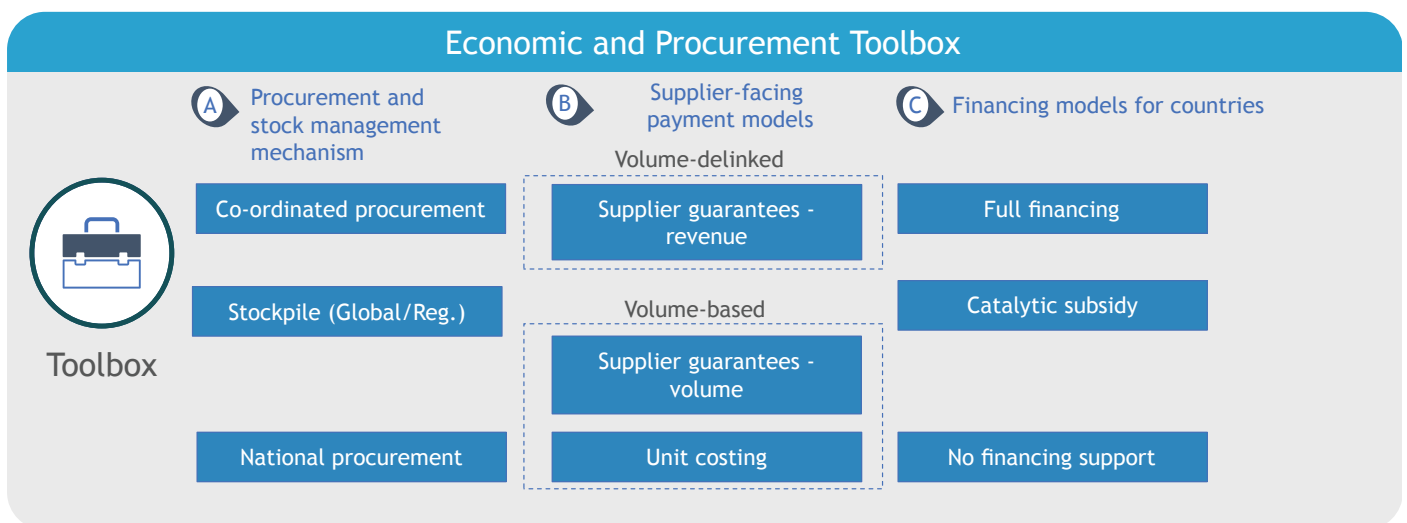 Economic and Procurement Toolbox
A
Procurement and
stock management
mechanism
Co-ordinated procurement
Stockpile (Global/Reg.)
National procurement
B
Supplier-facing
payment models
Volume-delinked
Supplier guarantees -
revenue
Volume-based
Supplier guarantees -
volume
Unit costing
C
Financing models for countries
Full financing
Catalytic subsidy
No financing support
Toolbox